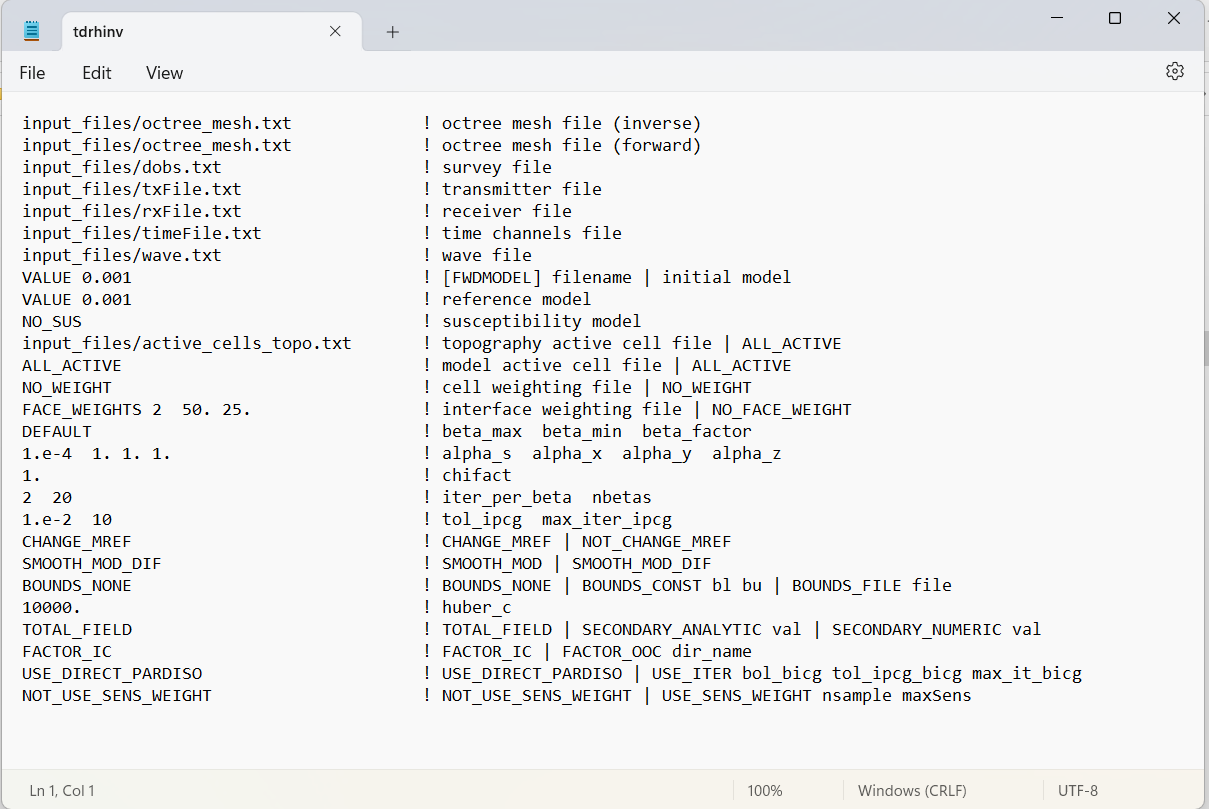 tdrhinv
File Edit View
input_files/octree_mesh.txt ! octree mesh file (inverse)
input_files/octree_mesh.txt ! octree mesh file (forward)
input_files/dobs.txt ! survey file
input_files/txFile.txt ! transmitter file
input_files/rxFile.txt ! receiver file
input_files/timeFile.txt ! time channels file
input_files/wave.txt ! wave file
VALUE 0.001 ! [FWDMODEL] filename | initial model
VALUE 0.001 ! reference model
NO_SUS ! susceptibility model
input_files/active_cells_topo.txt ! topography active cell file | ALL_ACTIVE
ALL_ACTIVE ! model active cell file | ALL_ACTIVE
NO_WEIGHT ! cell weighting file | NO_WEIGHT
FACE_WEIGHTS 2  50. 25. ! interface weighting file | NO_FACE_WEIGHT
DEFAULT ! beta_max  beta_min  beta_factor
1.e-4  1. 1. 1. ! alpha_s  alpha_x  alpha_y  alpha_z
1. ! chifact
2  20 ! iter_per_beta  nbetas
1.e-2  10 ! tol_ipcg  max_iter_ipcg
CHANGE_MREF ! CHANGE_MREF | NOT_CHANGE_MREF
SMOOTH_MOD_DIF ! SMOOTH_MOD | SMOOTH_MOD_DIF
BOUNDS_NONE ! BOUNDS_NONE | BOUNDS_CONST bl bu | BOUNDS_FILE file
10000. ! huber_c
TOTAL_FIELD ! TOTAL_FIELD | SECONDARY_ANALYTIC val | SECONDARY_NUMERIC val
FACTOR_IC ! FACTOR_IC | FACTOR_OOC dir_name
USE_DIRECT_PARDISO ! USE_DIRECT_PARDISO | USE_ITER bol_bicg tol_ipcg_bicg max_it_bicg
NOT_USE_SENS_WEIGHT ! NOT_USE_SENS_WEIGHT | USE_SENS_WEIGHT nsample maxSens
Ln 1, Col 1 100% Windows (CRLF) UTF-8